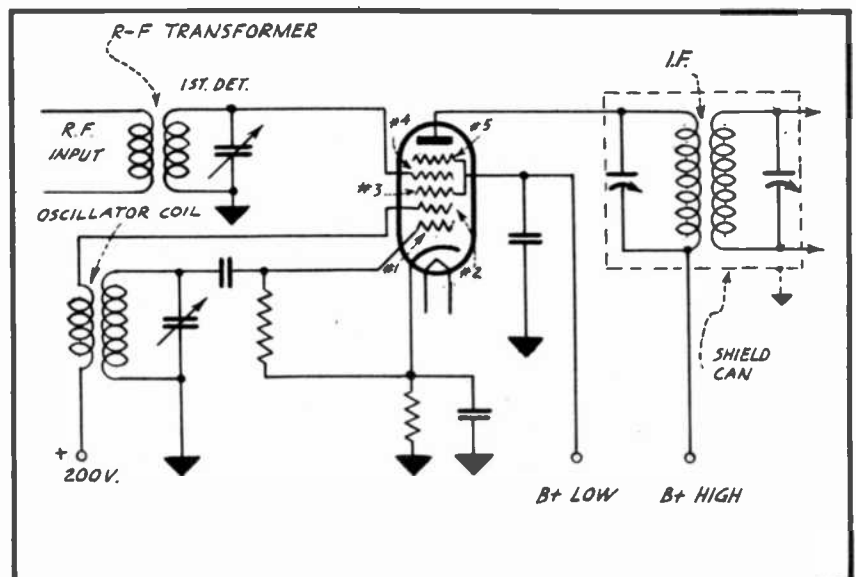 R-F TRANSFORMER
1ST. DET.
I.F.
R.F.
INPUT
#4
#5
#3
OSCILLATOR COIL
#1
#2
SHIELD
CAN
+
200V.
B+ LOW
B+ HIGH